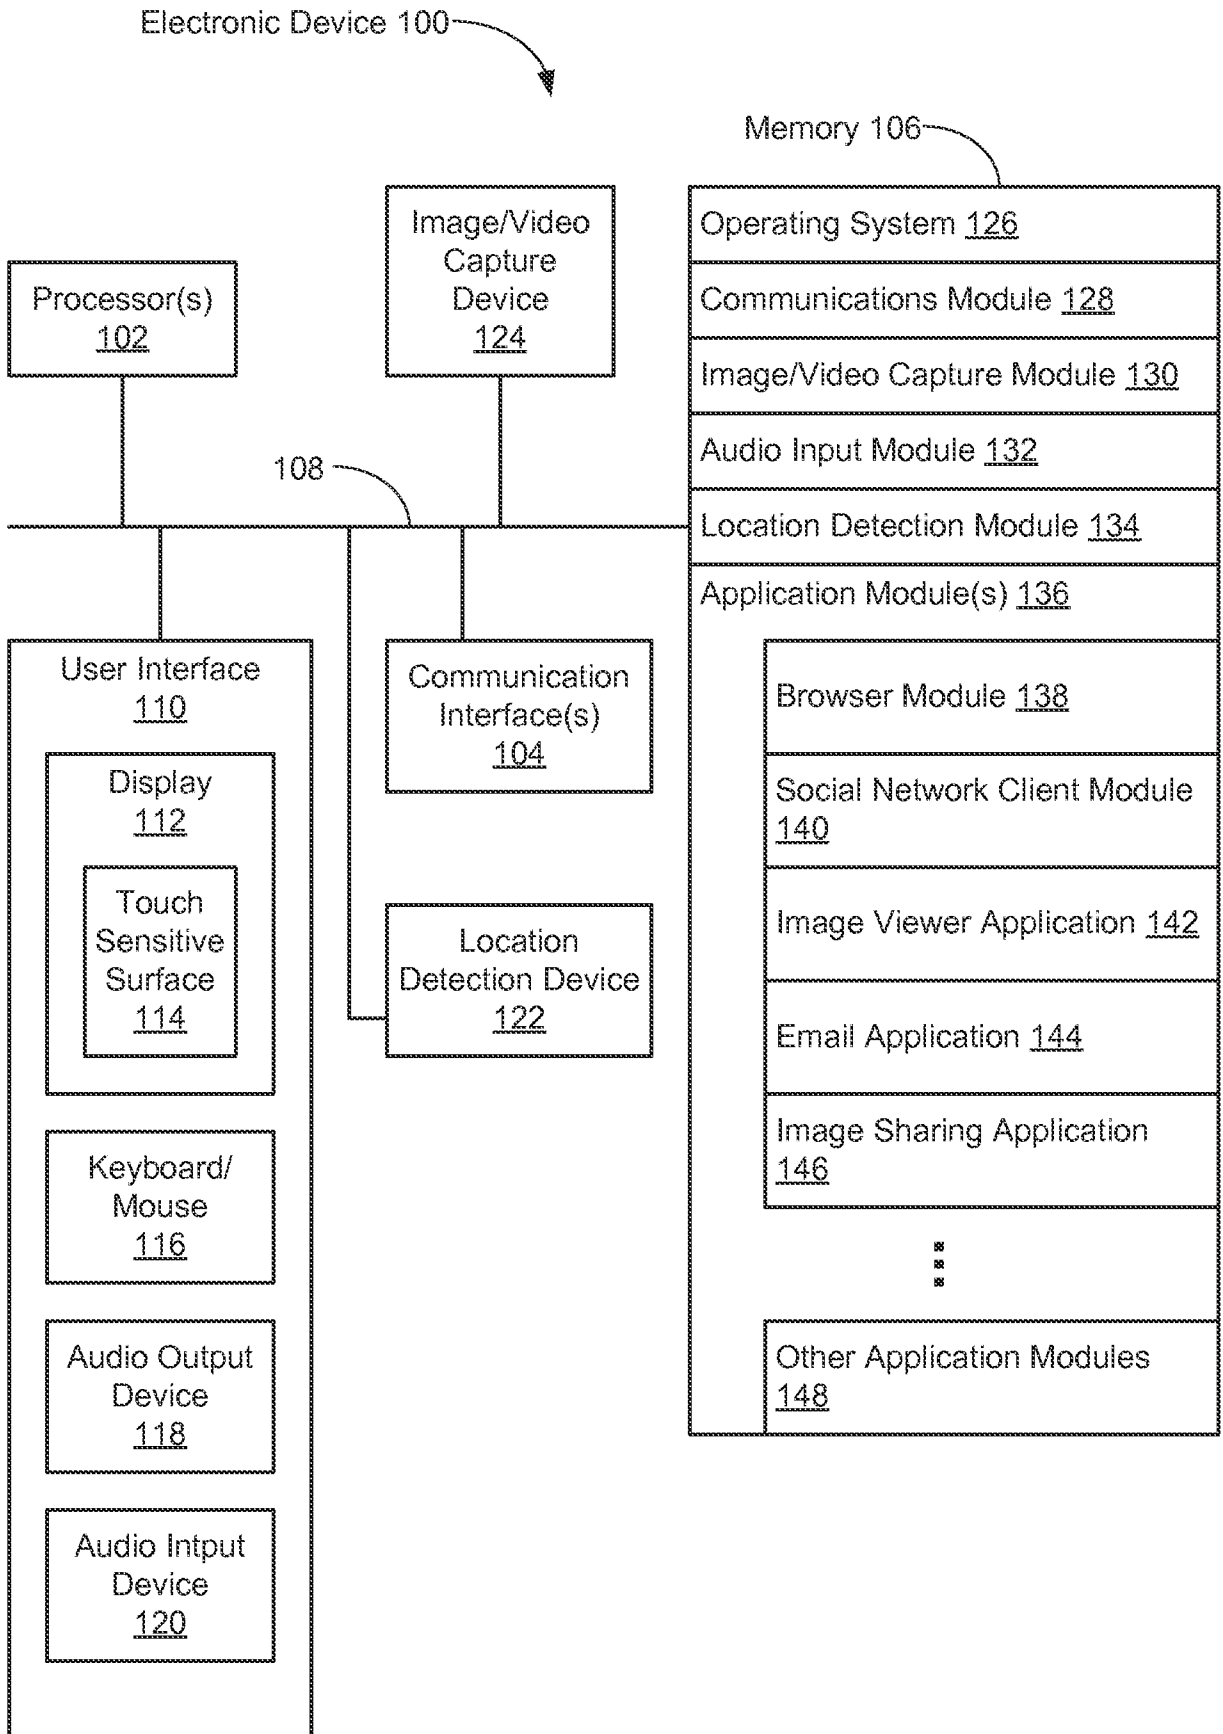 Electronic Device 100
Memory 106
Image/Video
Capture
Device
124
Processor(s)
102
108
User Interface
110
Display
112
Touch
Sensitive
Surface
114
Keyboard/
Mouse
116
Audio Output
Device
118
Audio Intput
Device
120
Communication
Interface(s)
104
Location
Detection Device
122
Operating System 126
Communications Module 128
Image/Video Capture Module 130
Audio Input Module 132
Location Detection Module 134
Application Module(s) 136
Browser Module 138
Social Network Client Module
140
Image Viewer Application 142
Email Application 144
Image Sharing Application
146
Other Application Modules
148